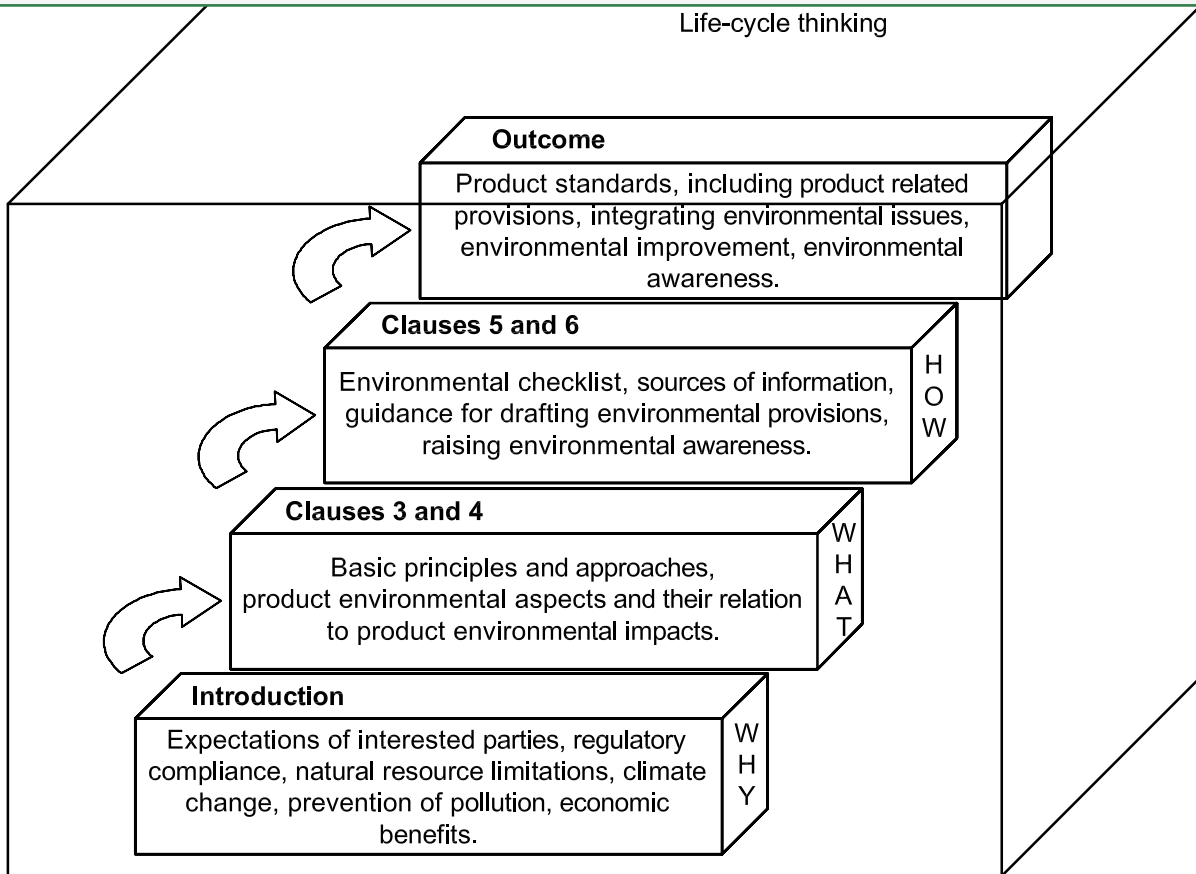 Life-cycle thinking
Outcome
Product standards, including product related
provisions, integrating environmental issues,
environmental improvement, environmental
awareness.
Clauses 5 and 6
Environmental checklist, sources of information,
guidance for drafting environmental provisions,
raising environmental awareness.
H
O
W
Clauses 3 and 4
Basic principles and approaches,
product environmental aspects and their relation
to product environmental impacts.
W
H
A
T
Introduction
Expectations of interested parties, regulatory
compliance, natural resource limitations, climate
change, prevention of pollution, economic
benefits.
W
H
Y